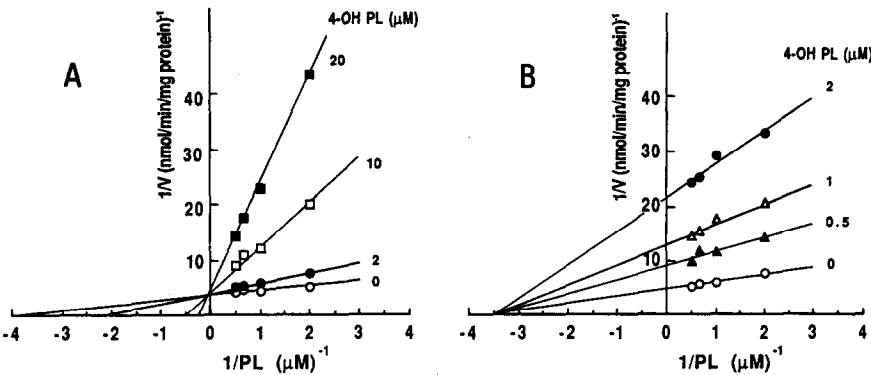 A
4-OH PL (μM)
20
10
2
0
1/V (nmol/min/mg protein)⁻¹
40
30
20
10
-4 -3 -2 -1 0 1 2 3 4
1/PL (μM)⁻¹
B
4-OH PL (μM)
2
1
0.5
0
1/V (nmol/min/mg protein)⁻¹
40
30
20
10
-5 -4 -3 -2 -1 0 1 2 3 4
1/PL (μM)⁻¹